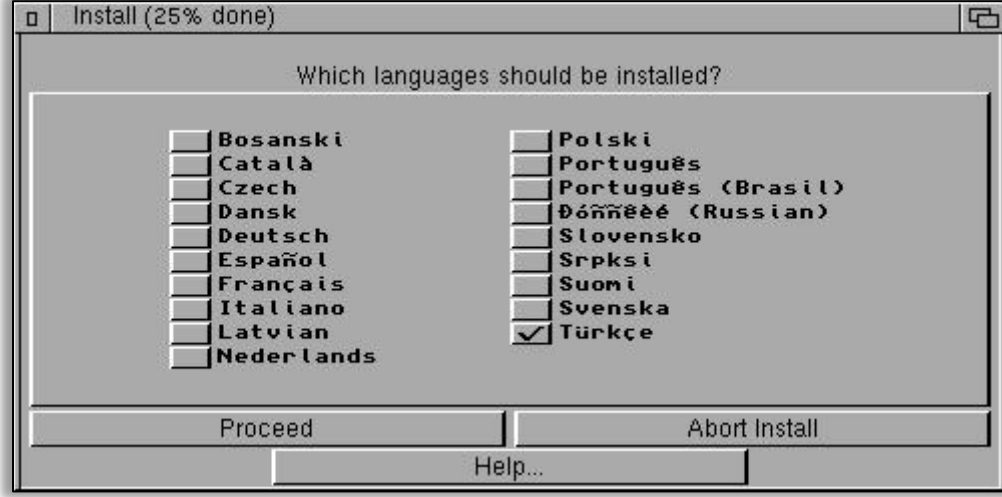 Install (25% done)
Which languages should be installed?
Bosanski
Català
Czech
Dansk
Deutsch
Español
Français
Italiano
Latvian
Nederlands
Polski
Português
Português (Brasil)
Ðóññêèé (Russian)
Slovensko
Srpksi
Suomi
Svenska
Türkçe
Proceed
Abort Install
Help...